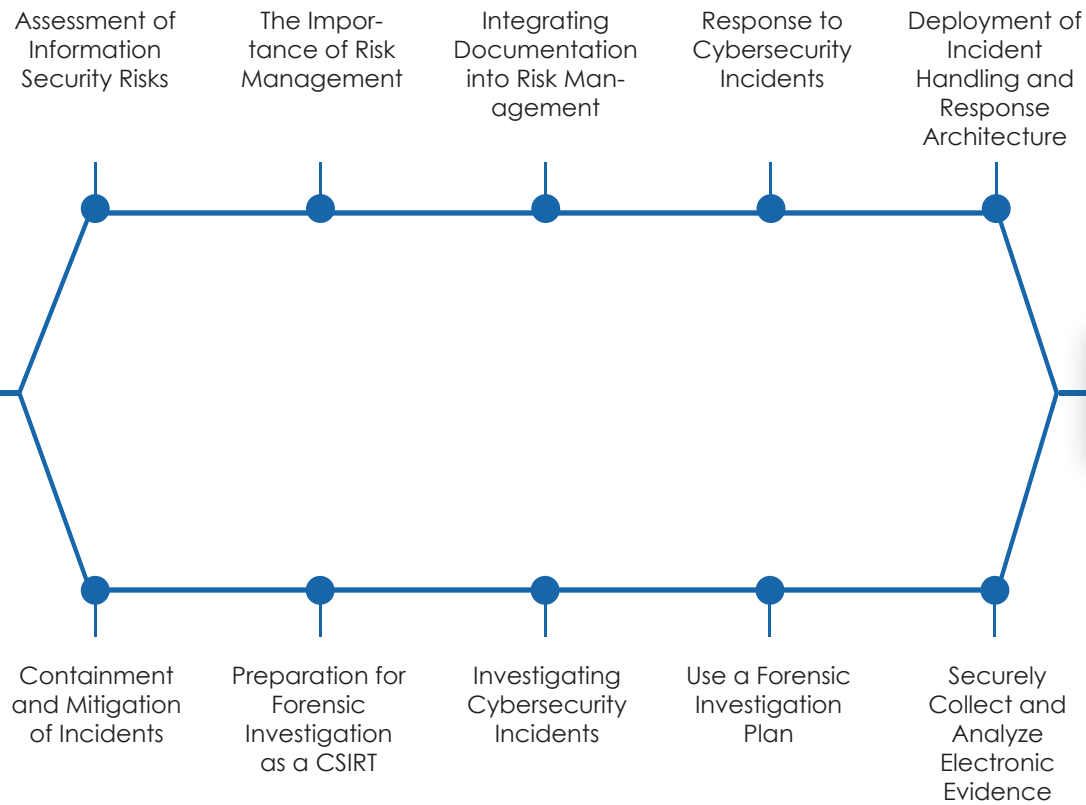 Assessment of
Information
Security Risks
The Impor-
tance of Risk
Management
Integrating
Documentation
into Risk Man-
agement
Response to
Cybersecurity
Incidents
Deployment of
Incident
Handling and
Response
Architecture
Containment
and Mitigation
of Incidents
Preparation for
Forensic
Investigation
as a CSIRT
Investigating
Cybersecurity
Incidents
Use a Forensic
Investigation
Plan
Securely
Collect and
Analyze
Electronic
Evidence